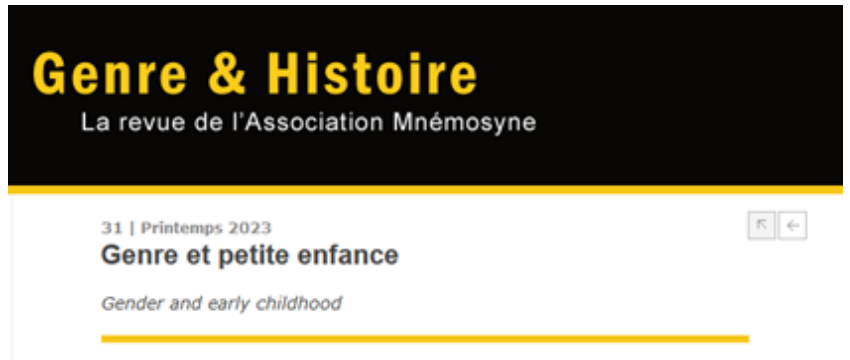 Genre & Histoire
La revue de l'Association Mnémosyne
31 | Printemps 2023
Genre et petite enfance
Gender and early childhood